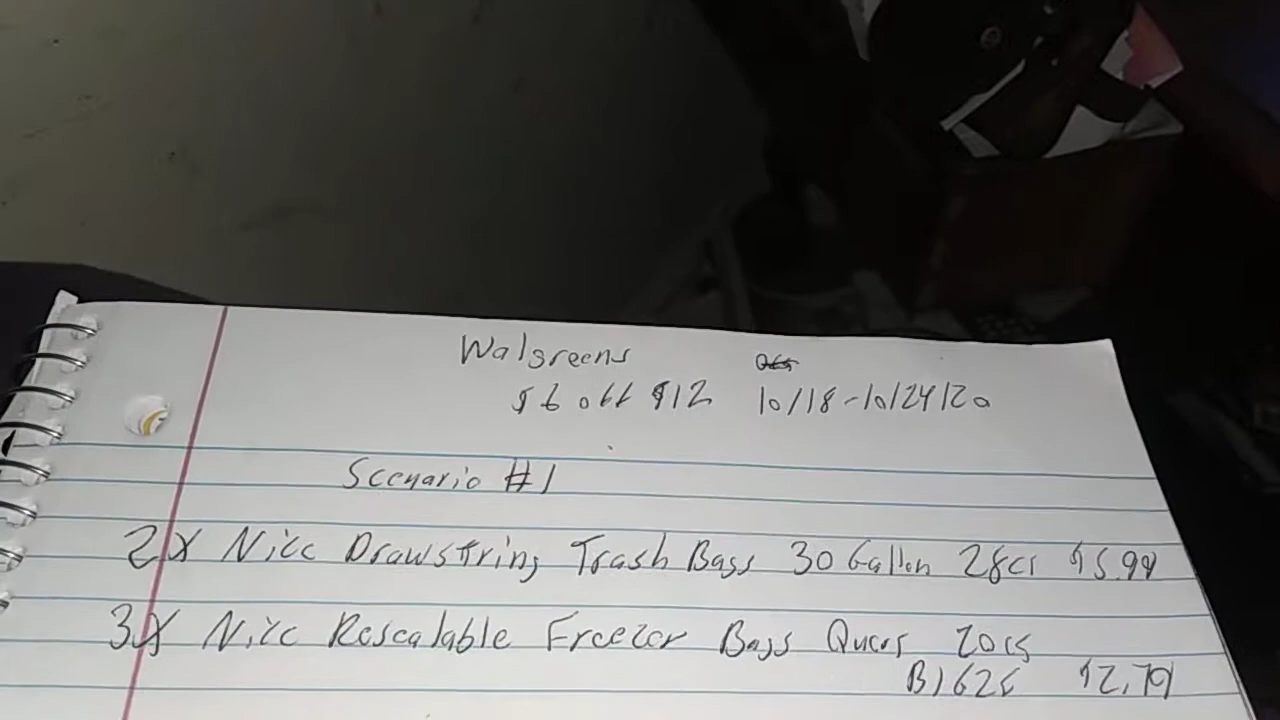 Walgreens
$6 off $12 10/18-10/24/20
Scenario #1
2X Nice Drawstring Trash Bags 30 Gallon 28ct $5.99
3X Nice Resealable Freezer Bags Quart 20ct
B1G2F $2.79